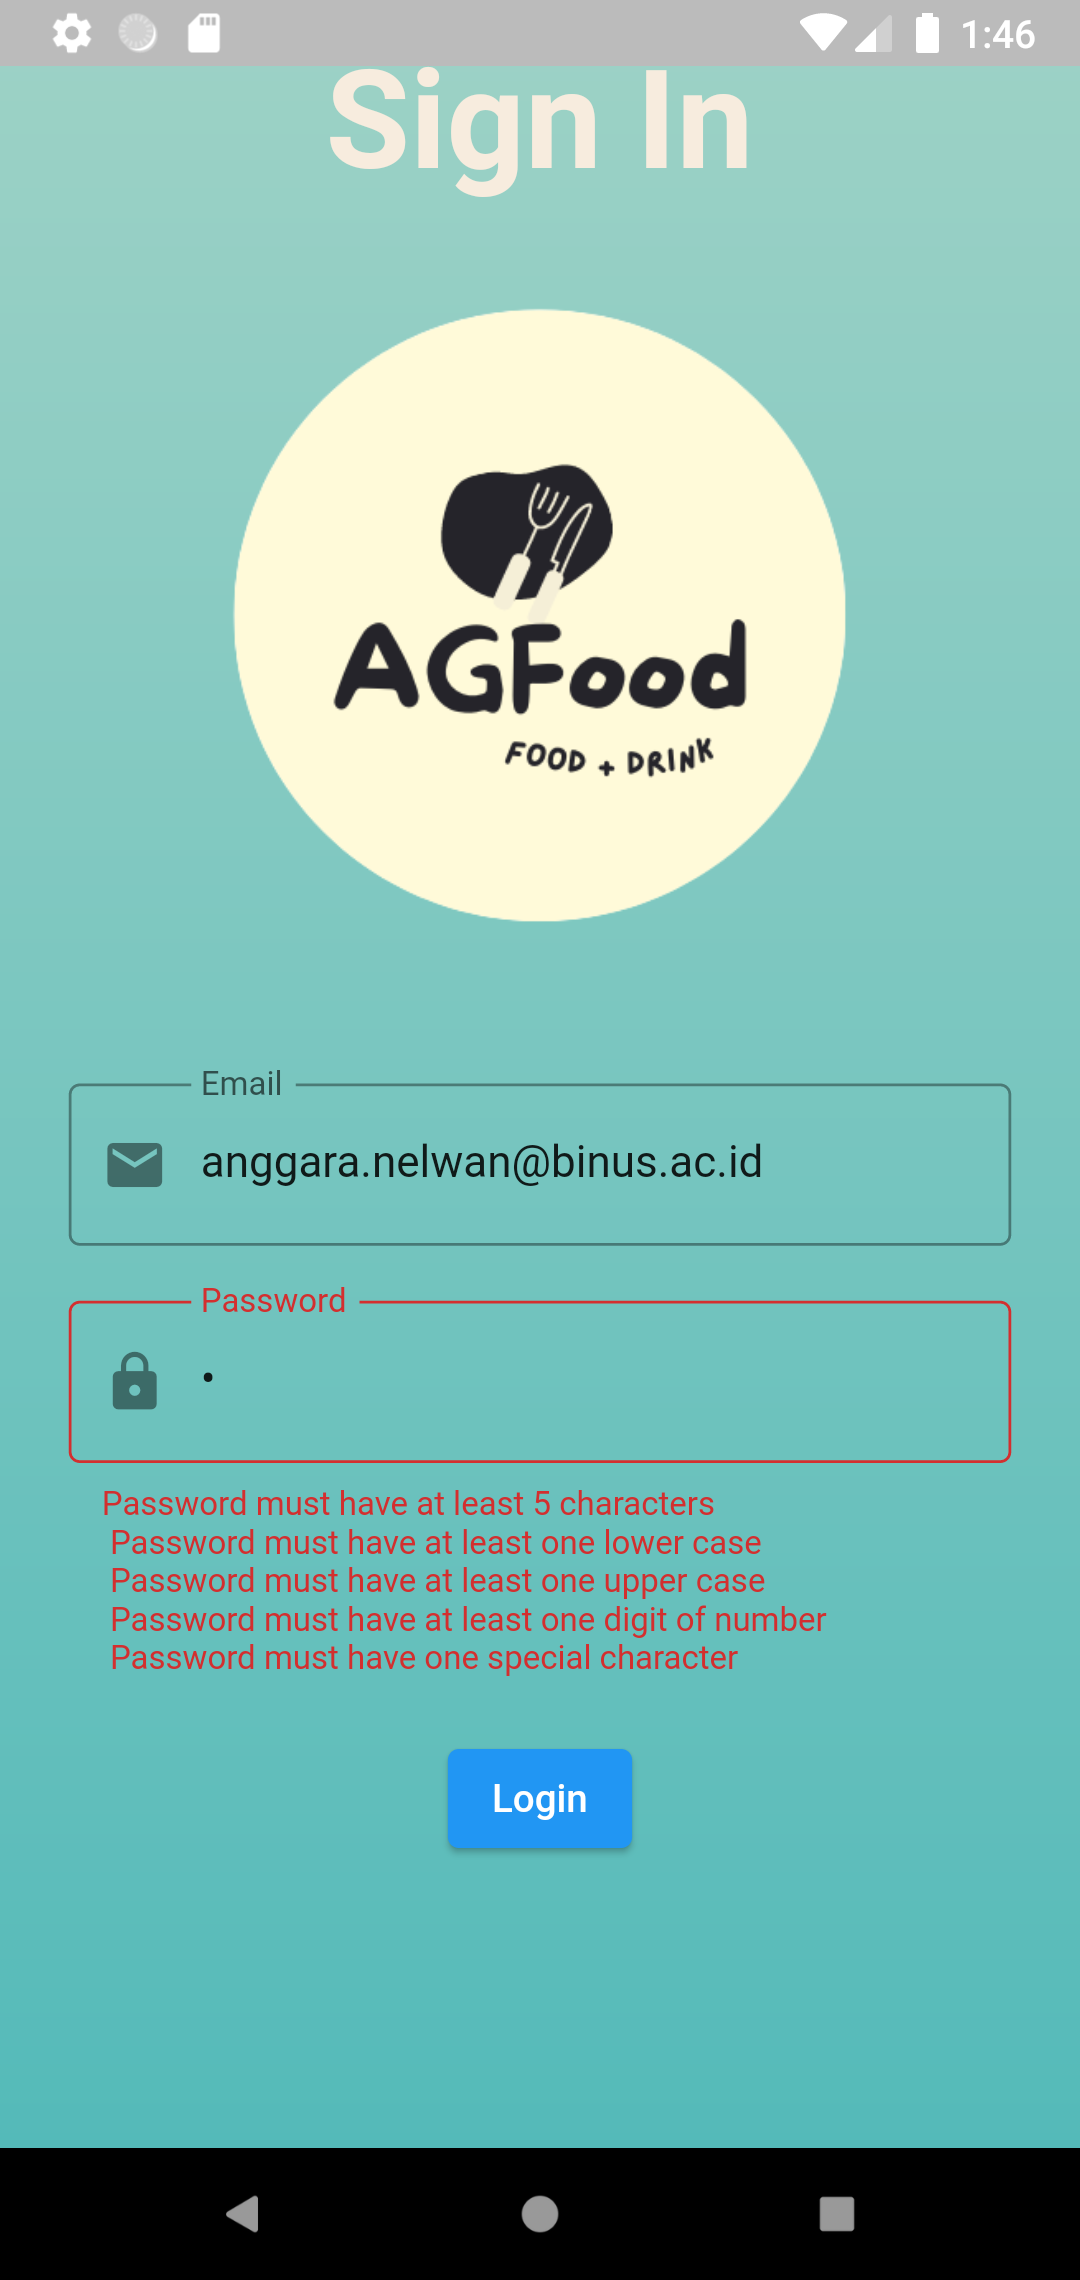 1:46
Sign In
AGFood
FOOD + DRINK
Email
anggara.nelwan@binus.ac.id
Password
•
Password must have at least 5 characters
Password must have at least one lower case
Password must have at least one upper case
Password must have at least one digit of number
Password must have one special character
Login